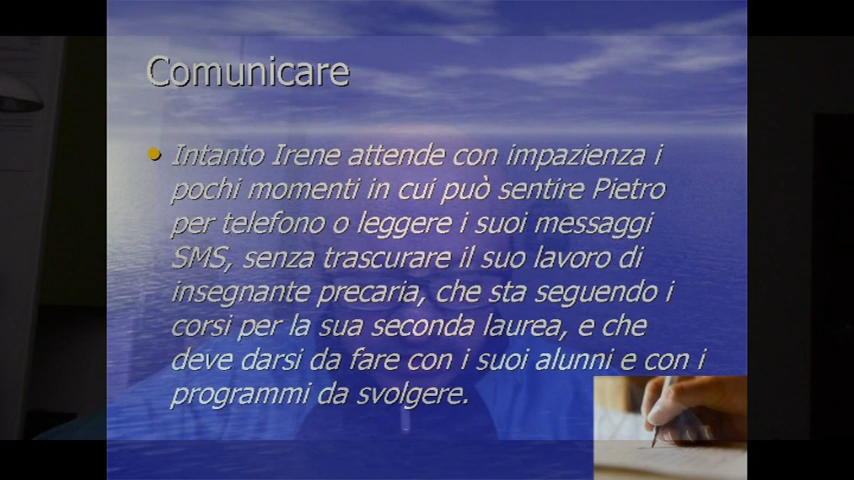 Comunicare
Intanto Irene attende con impazienza i
pochi momenti in cui può sentire Pietro
per telefono o leggere i suoi messaggi
SMS, senza trascurare il suo lavoro di
insegnante precaria, che sta seguendo i
corsi per la sua seconda laurea, e che
deve darsi da fare con i suoi alunni e con i
programmi da svolgere.